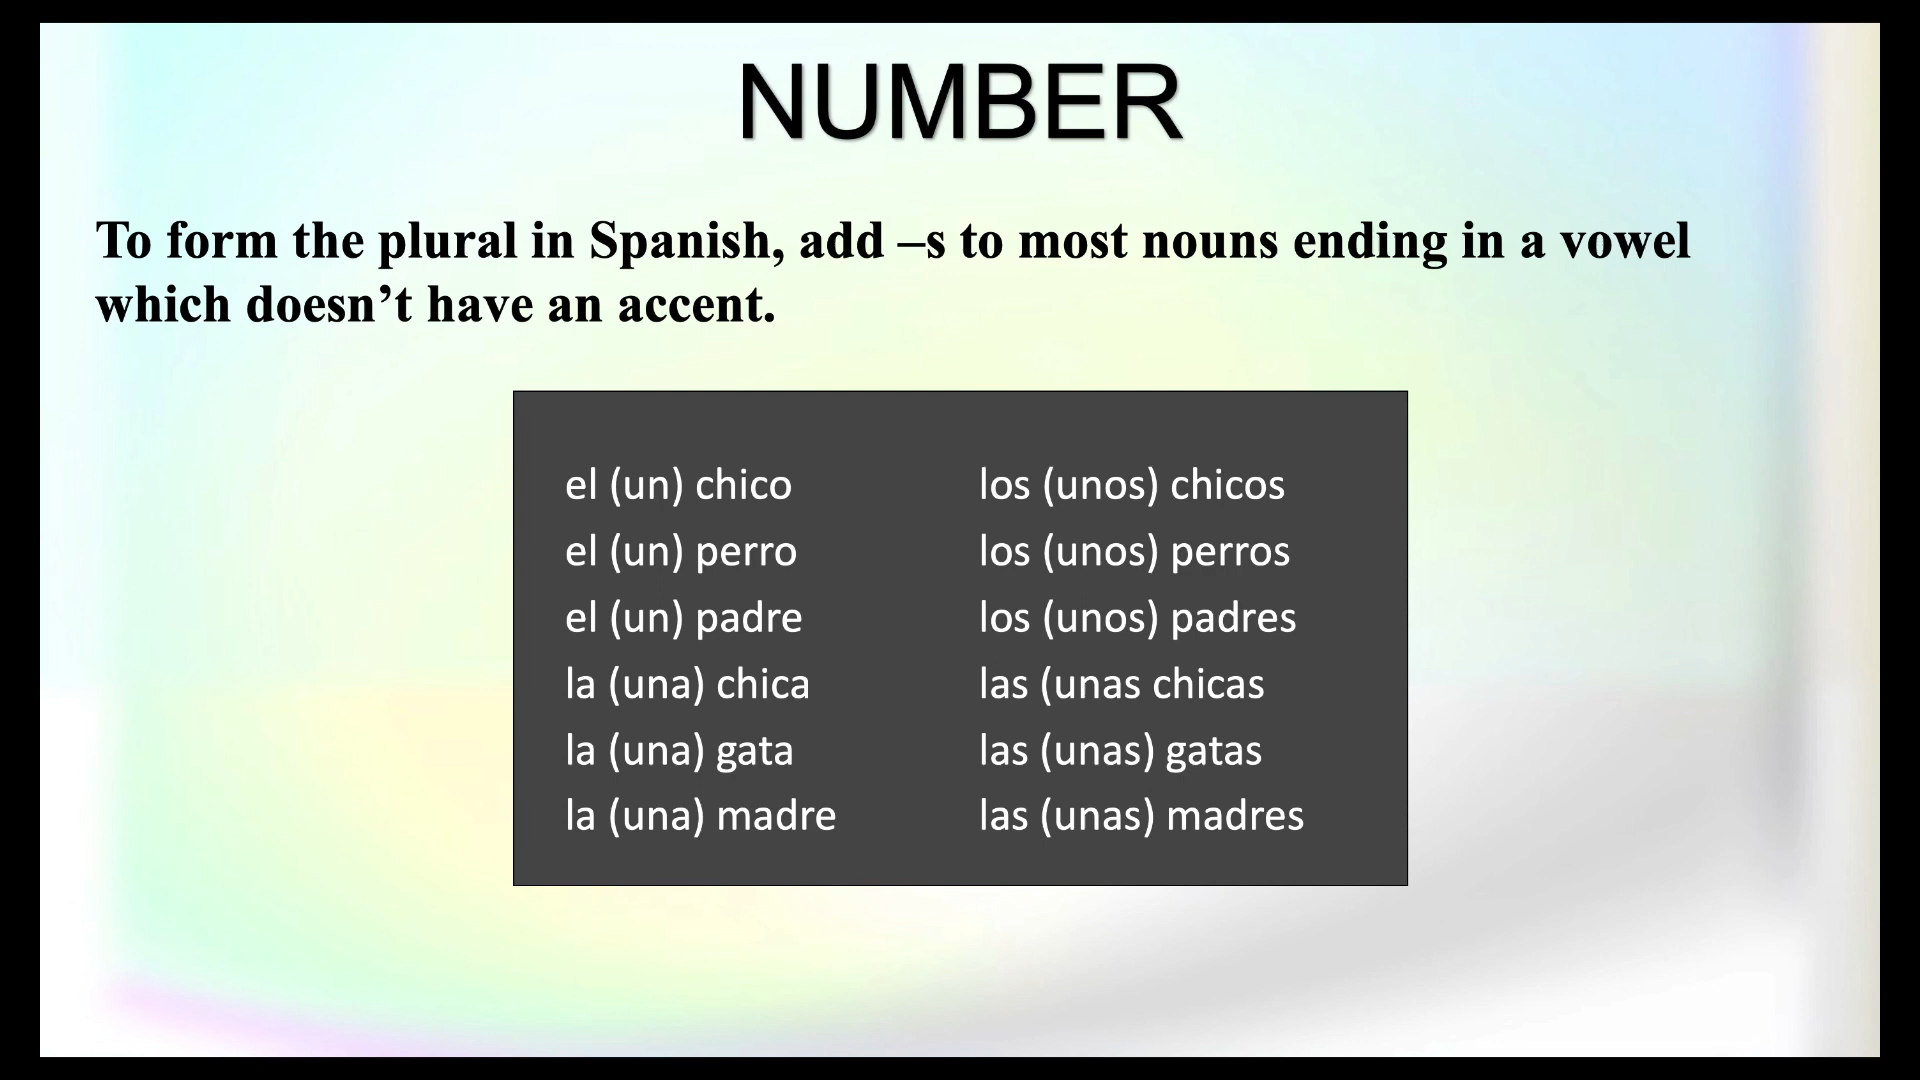 NUMBER
To form the plural in Spanish, add –s to most nouns ending in a vowel
which doesn’t have an accent.
el (un) chico los (unos) chicos
el (un) perro los (unos) perros
el (un) padre los (unos) padres
la (una) chica las (unas chicas
la (una) gata las (unas) gatas
la (una) madre las (unas) madres